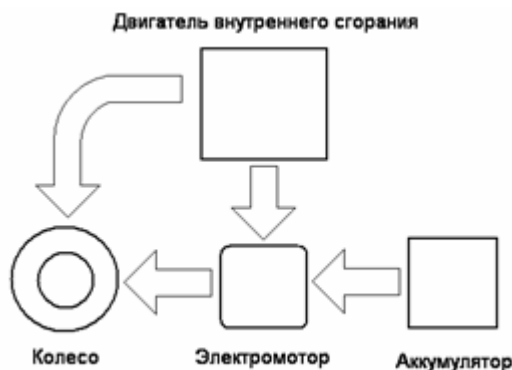 Двигатель внутреннего сгорания
Колесо
Электромотор
Аккумулятор